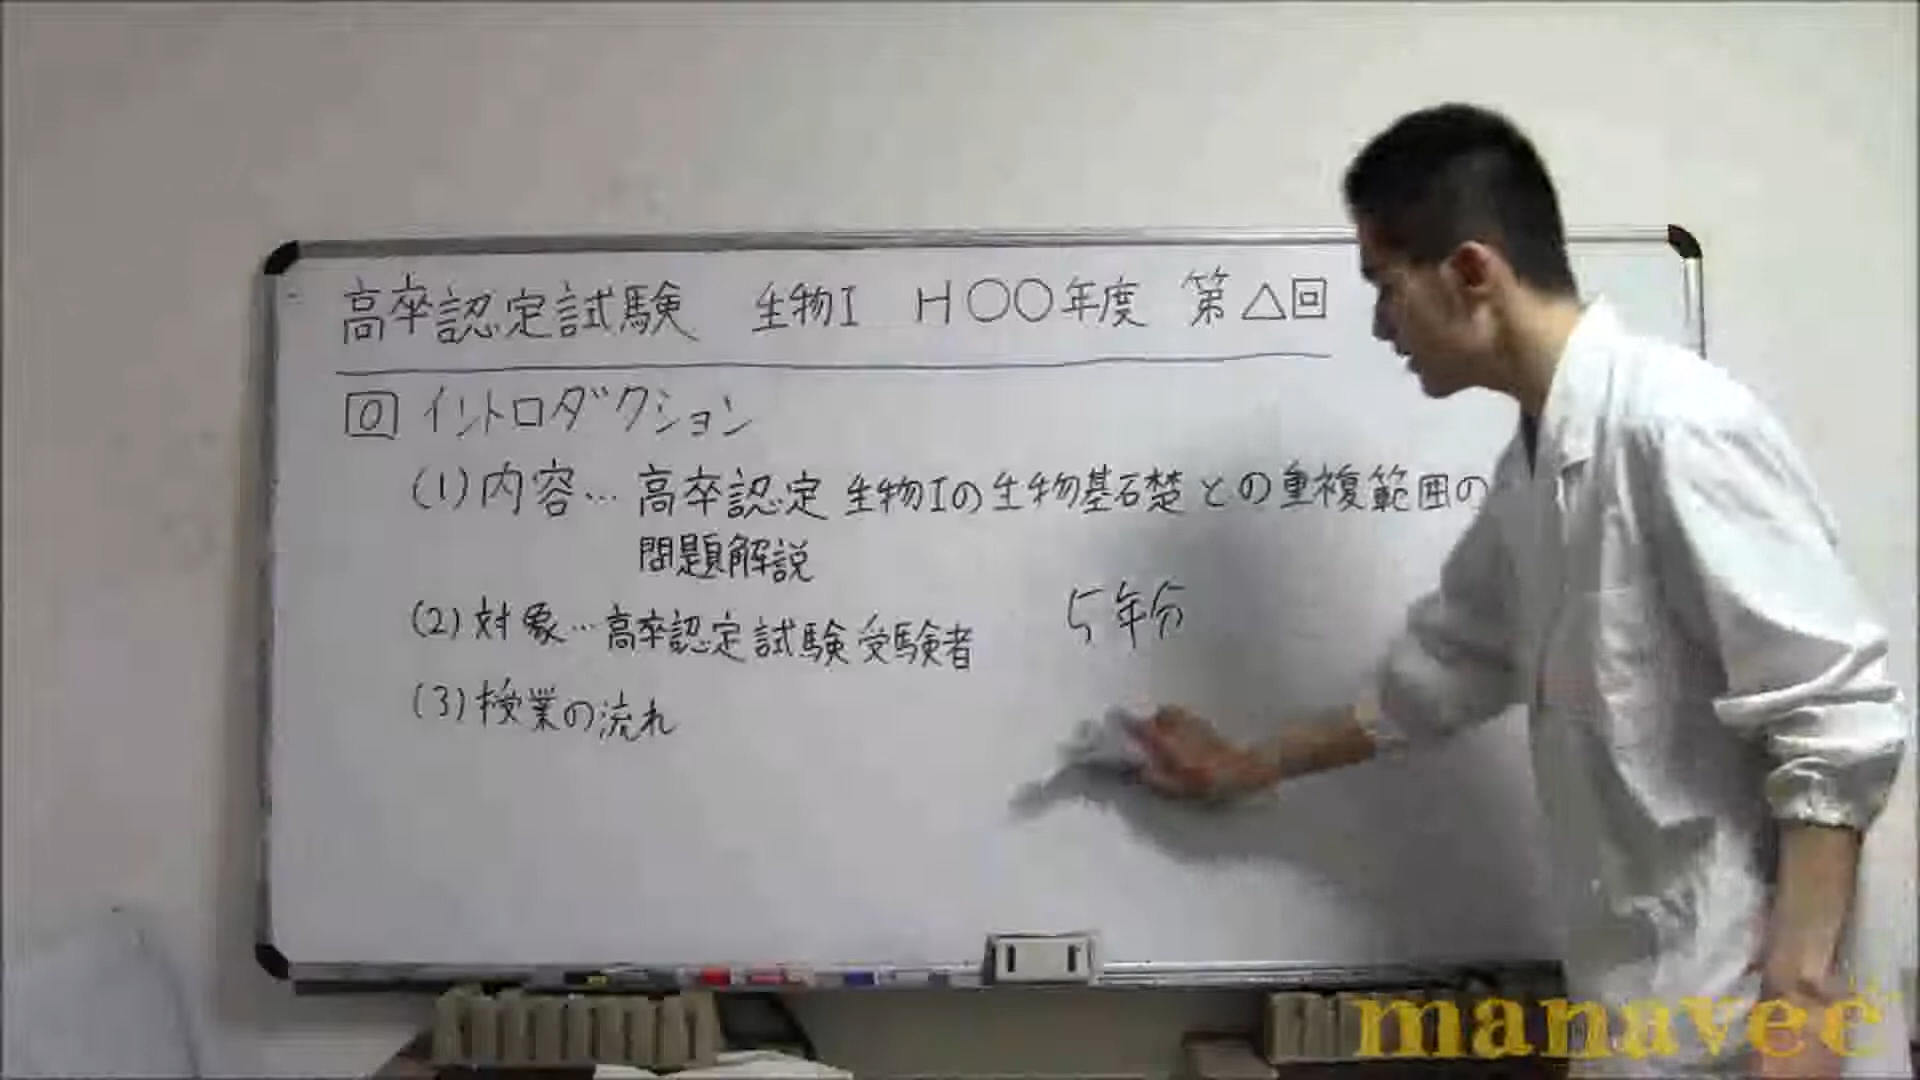 高卒認定試験 生物I H○○年度 第△回
0 イントロダクション
(1)内容… 高卒認定 生物Iの生物基礎との重複範囲の
問題解説
(2)対象…高卒認定試験受験者
5年分
(3)授業の流れ
manavee